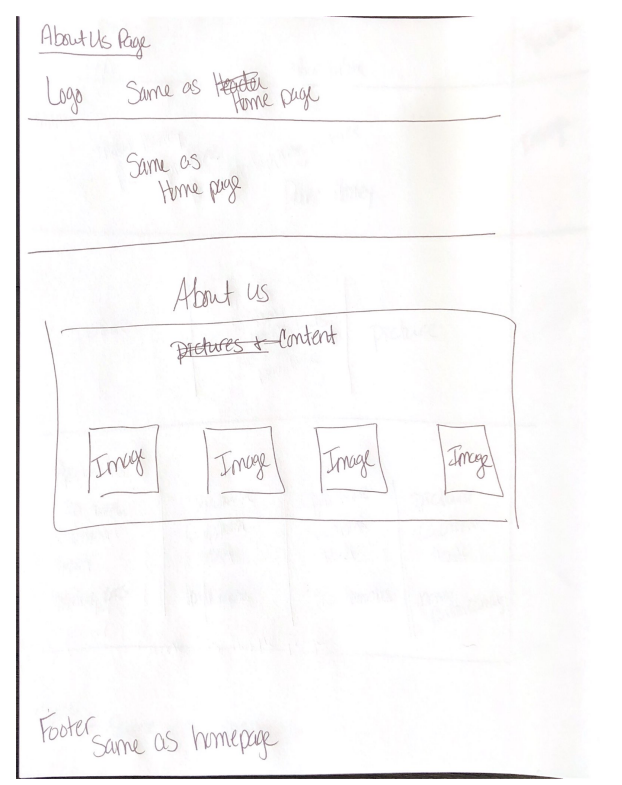 About Us Page
Logo Same as Header
Home page
Same as
Home page
About us
Pictures + Content
Image Image Image Image
Footer
Same as homepage